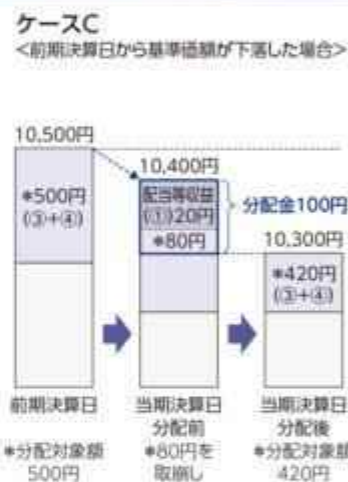 ケースC
<前期決算日から基準価額が下落した場合>
10,500円
*500円
(③+④)
10,400円
配当等収益
(①)20円
*80円
分配金100円
10,300円
*420円
(③+④)
前期決算日
*分配対象額
500円
当期決算日
分配前
*80円を
取崩し
当期決算日
分配後
*分配対象額
420円